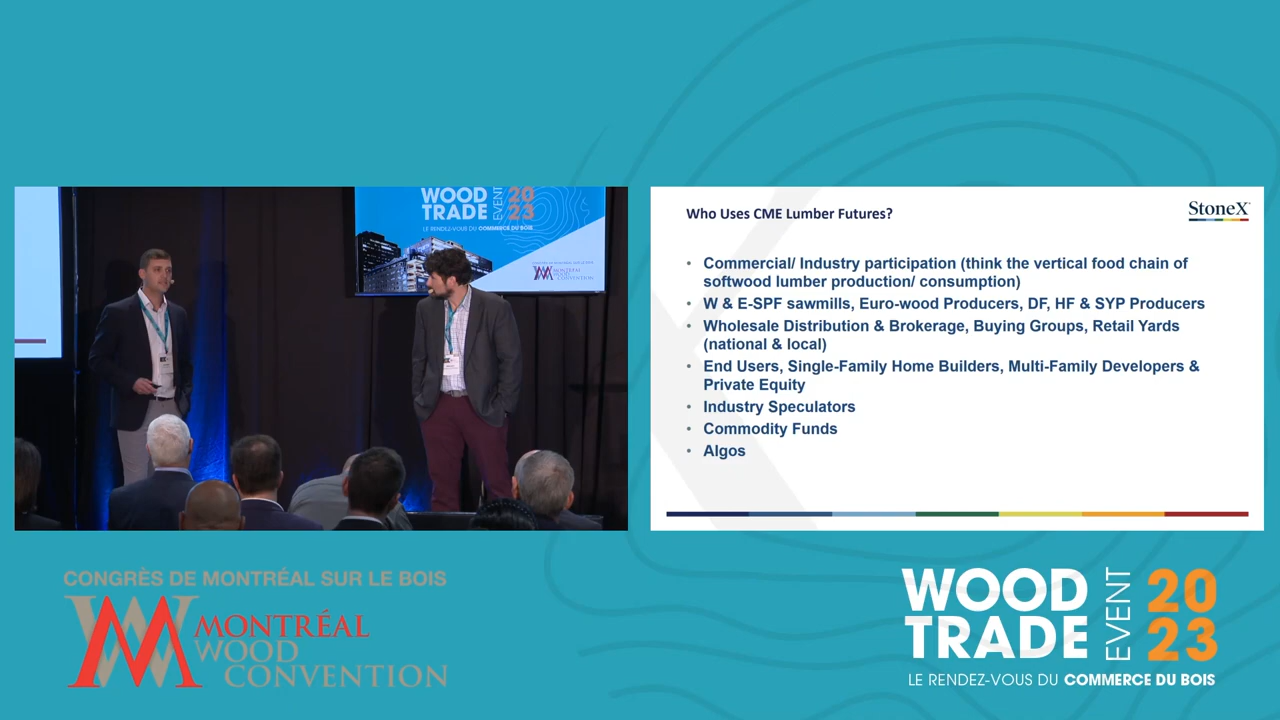 WOOD
TRADE
EVENT
20
23
LE RENDEZ-VOUS DU COMMERCE DU BOIS
MONTRÉAL
WOOD
CONVENTION
Who Uses CME Lumber Futures?
StoneX
• Commercial/ Industry participation (think the vertical food chain of
softwood lumber production/ consumption)
• W & E-SPF sawmills, Euro-wood Producers, DF, HF & SYP Producers
• Wholesale Distribution & Brokerage, Buying Groups, Retail Yards
(national & local)
• End Users, Single-Family Home Builders, Multi-Family Developers &
Private Equity
• Industry Speculators
• Commodity Funds
• Algos
CONGRÈS DE MONTRÉAL SUR LE BOIS
MONTRÉAL
WOOD
CONVENTION
WOOD
TRADE
EVENT
20
23
LE RENDEZ-VOUS DU COMMERCE DU BOIS